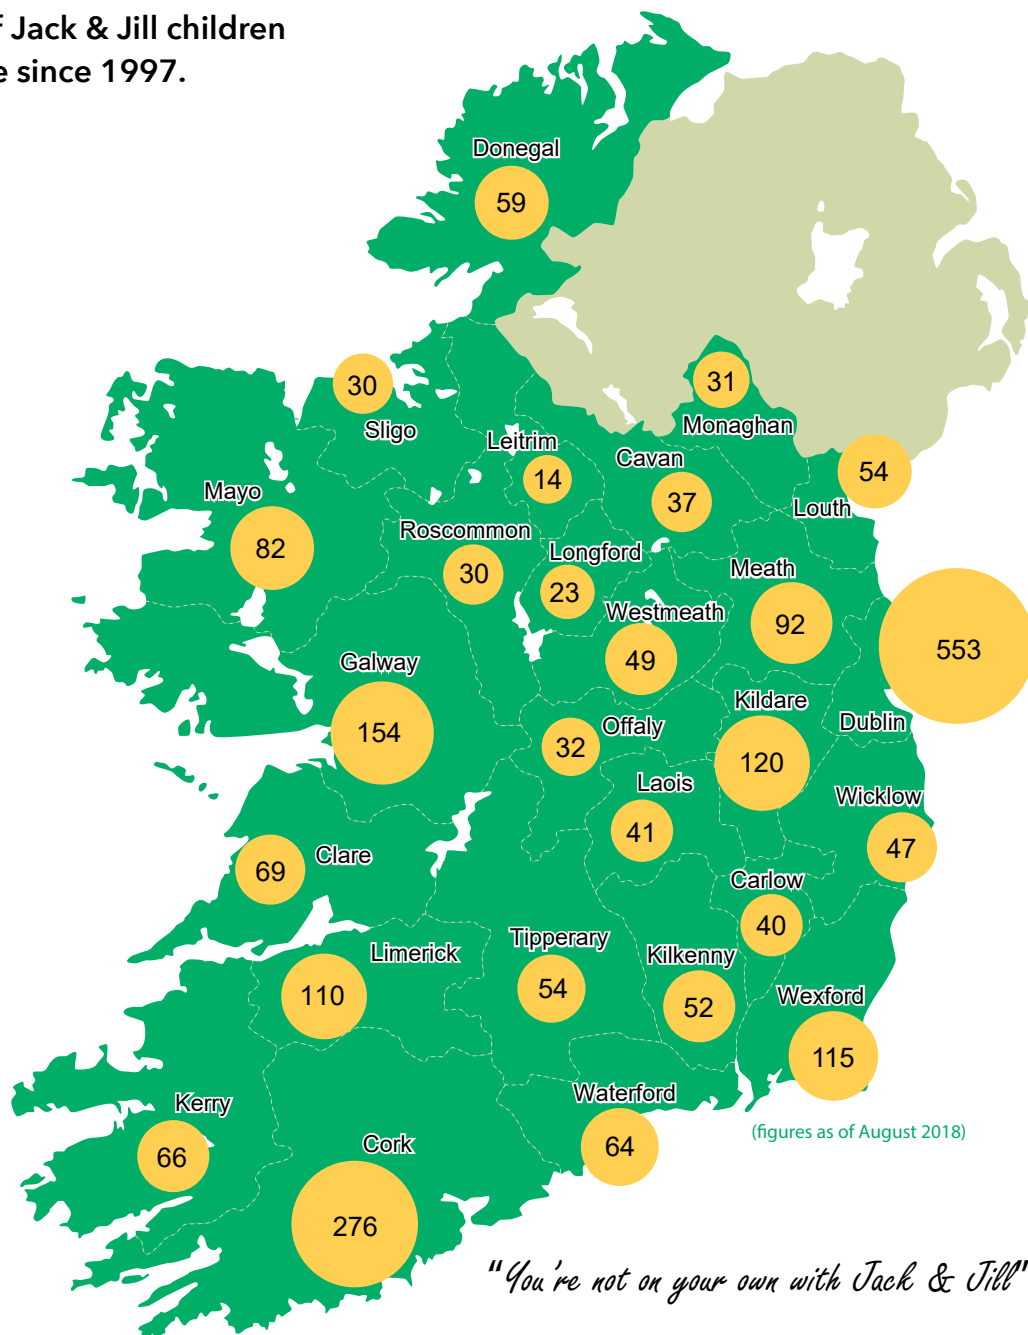 Jack & Jill children
since 1997.
Donegal
59
30
Sligo
31
Monaghan
Leitrim
14
Cavan
37
54
Louth
Mayo
82
Roscommon
30
Longford
23
Meath
92
Westmeath
49
553
Dublin
Galway
154
Offaly
32
Kildare
120
Laois
41
Wicklow
47
Clare
69
Carlow
40
Limerick
110
Tipperary
54
Kilkenny
52
Wexford
115
Kerry
66
Cork
276
Waterford
64
(figures as of August 2018)
"You're not on your own with Jack & Jill"